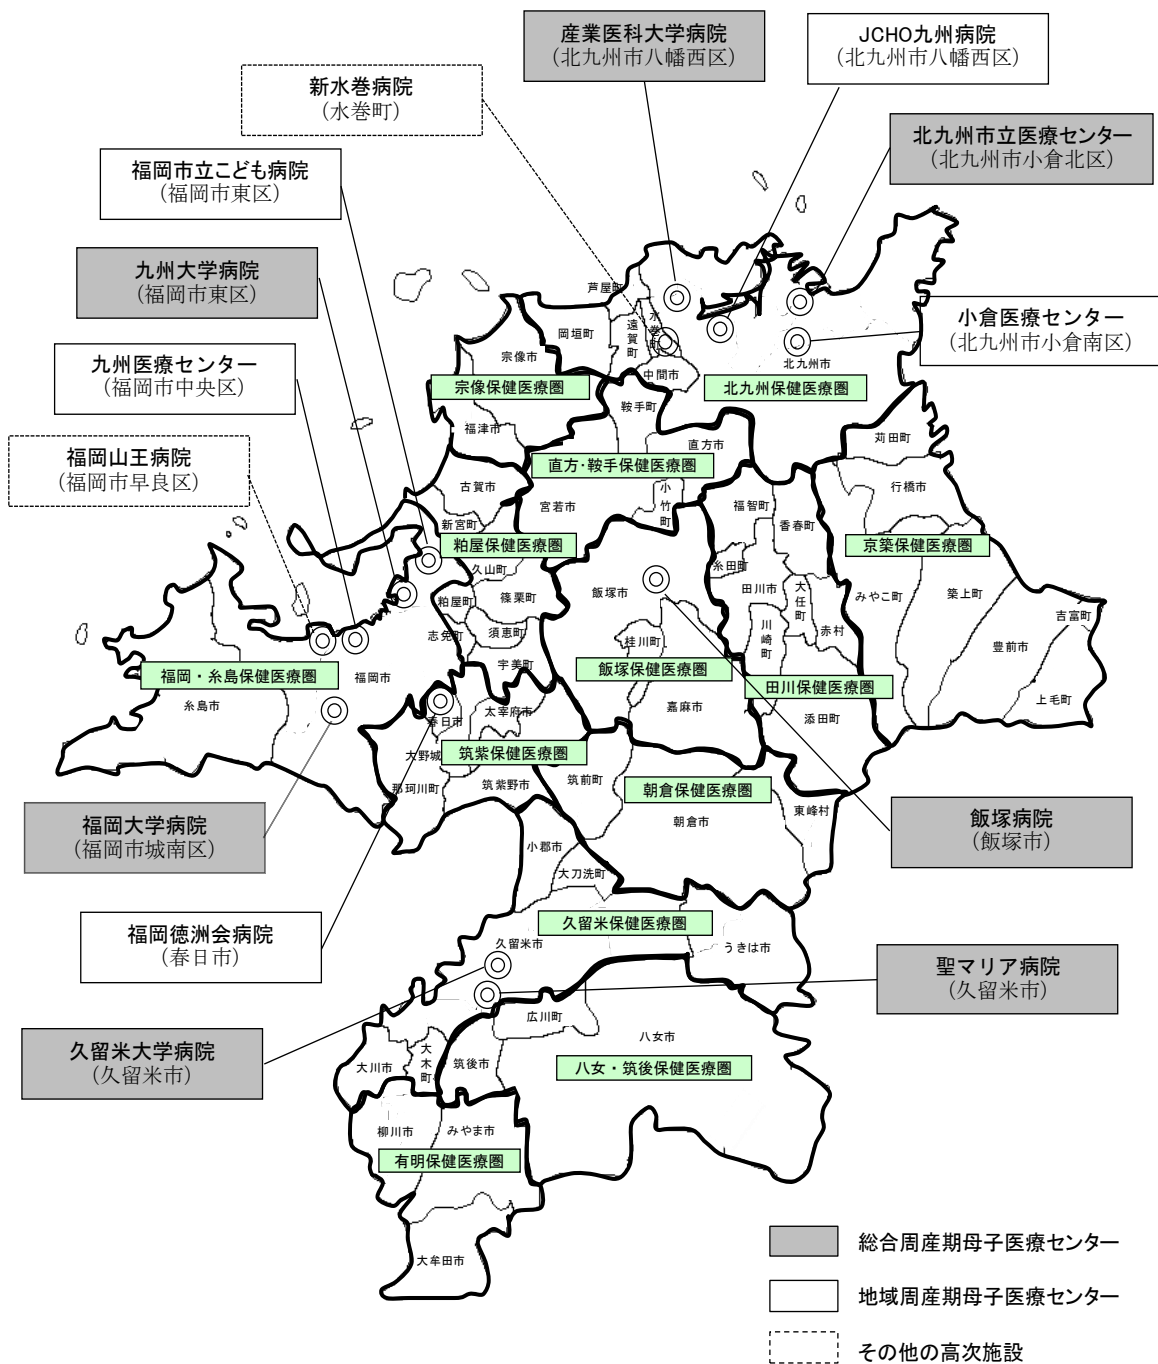 産業医科大学病院
(北九州市八幡西区)
JCHO九州病院
(北九州市八幡西区)
新水巻病院
(水巻町)
北九州市立医療センター
(北九州市小倉北区)
福岡市立こども病院
(福岡市東区)
九州大学病院
(福岡市東区)
小倉医療センター
(北九州市小倉南区)
九州医療センター
(福岡市中央区)
福岡山王病院
(福岡市早良区)
芦屋町
岡垣町
遠賀町
水巻町
中間市
北九州市
宗像市
宗像保健医療圏
北九州保健医療圏
福津市
鞍手町
直方市
直方・鞍手保健医療圏
宮若市
小竹町
苅田町
行橋市
京築保健医療圏
みやこ町
築上町
吉富町
豊前市
上毛町
古賀市
新宮町
粕屋保健医療圏
久山町
粕屋町
篠栗町
志免町
須恵町
宇美町
福智町
香春町
糸田町
田川市
大任町
川崎町
赤村
田川保健医療圏
添田町
飯塚市
桂川町
飯塚保健医療圏
嘉麻市
福岡・糸島保健医療圏
福岡市
糸島市
春日市
太宰府市
大野城
筑紫保健医療圏
那珂川町
筑紫野市
筑前町
朝倉保健医療圏
朝倉市
東峰村
福岡大学病院
(福岡市城南区)
飯塚病院
(飯塚市)
小郡市
大刀洗町
久留米保健医療圏
久留米市
うきは市
福岡徳洲会病院
(春日市)
聖マリア病院
(久留米市)
久留米大学病院
(久留米市)
広川町
八女市
八女・筑後保健医療圏
大川市
大木町
筑後市
柳川市
みやま市
有明保健医療圏
大牟田市
総合周産期母子医療センター
地域周産期母子医療センター
その他の高次施設